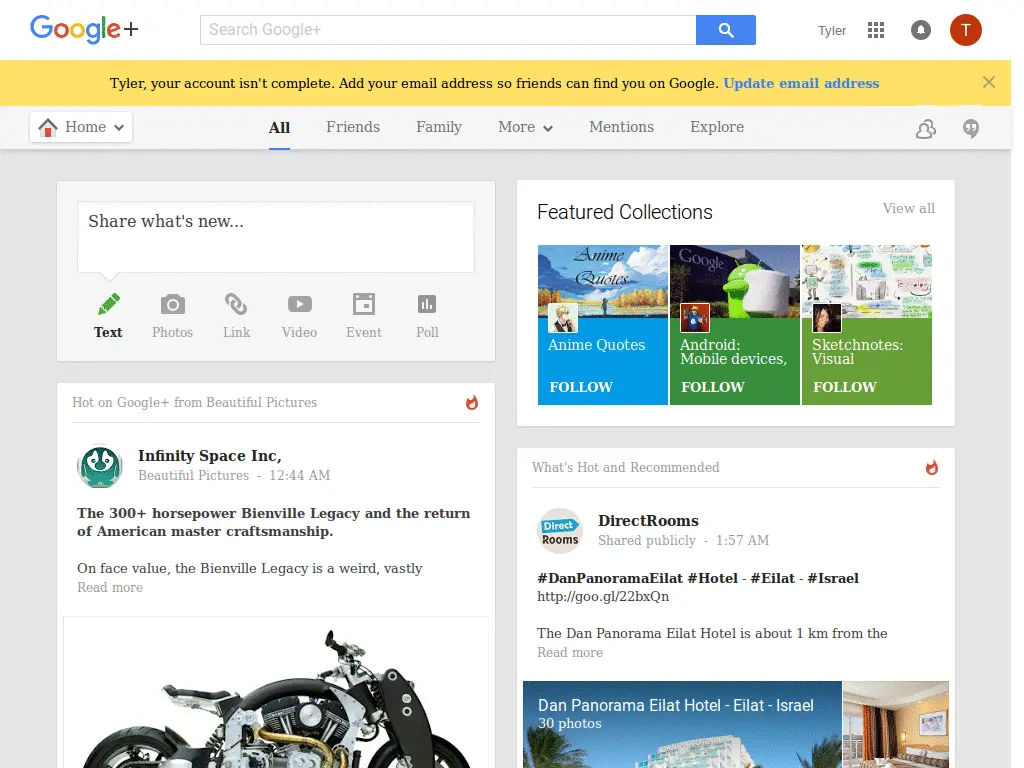 Google+
Search Google+
Tyler
T
Tyler, your account isn't complete. Add your email address so friends can find you on Google. Update email address
Home
All
Friends
Family
More
Mentions
Explore
Share what's new...
Text
Photos
Link
Video
Event
Poll
Featured Collections
View all
Anime
Quotes
Anime Quotes
FOLLOW
Google
Android:
Mobile devices,
FOLLOW
Sketchnotes:
Visual
FOLLOW
Hot on Google+ from Beautiful Pictures
Infinity Space Inc,
Beautiful Pictures - 12:44 AM
The 300+ horsepower Bienville Legacy and the return
of American master craftsmanship.
On face value, the Bienville Legacy is a weird, vastly
Read more
What's Hot and Recommended
Direct
Rooms
DirectRooms
Shared publicly - 1:57 AM
#DanPanoramaEilat #Hotel - #Eilat - #Israel
http://goo.gl/22bxQn
The Dan Panorama Eilat Hotel is about 1 km from the
Read more
Dan Panorama Eilat Hotel - Eilat - Israel
30 photos